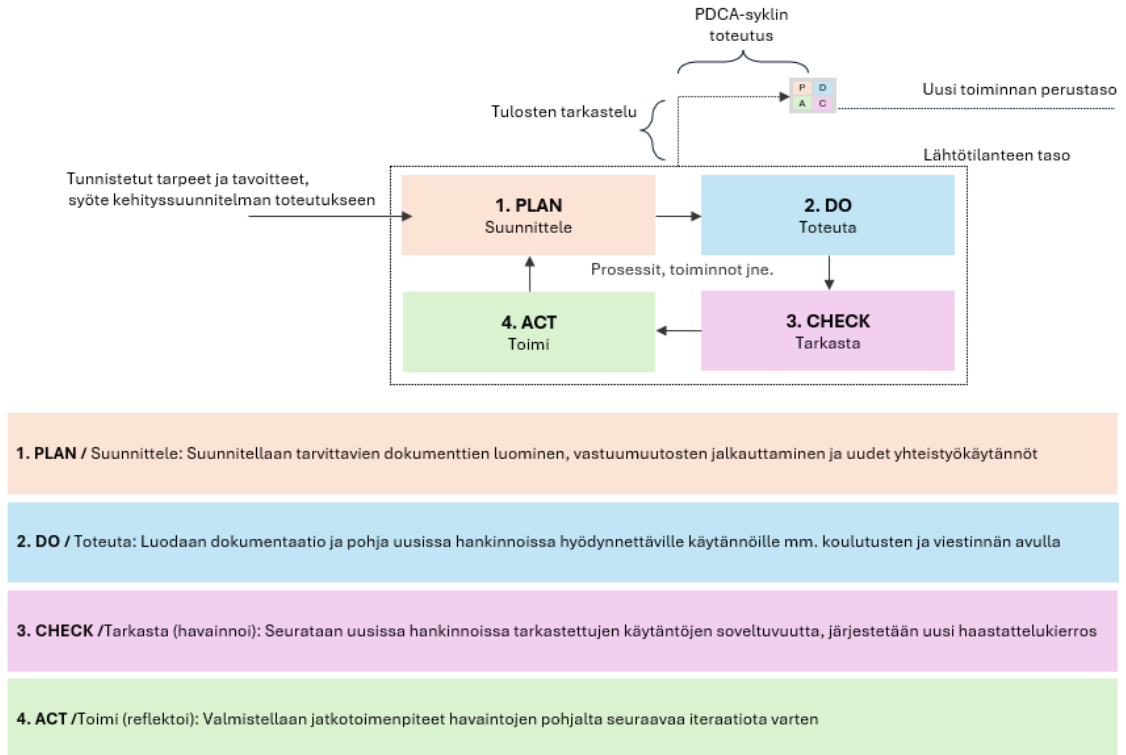 PDCA-syklin
toteutus
P D
A C
Uusi toiminnan perustaso
Tulosten tarkastelu
Lähtötilanteen taso
Tunnistetut tarpeet ja tavoitteet,
syöte kehityssuunnitelman toteutukseen
1. PLAN
Suunnittele
2. DO
Toteuta
Prosessit, toiminnot jne.
4. ACT
Toimi
3. CHECK
Tarkasta
1. PLAN / Suunnittele: Suunnitellaan tarvittavien dokumenttien luominen, vastuumuutosten jalkauttaminen ja uudet yhteistyökäytännöt
2. DO / Toteuta: Luodaan dokumentaatio ja pohja uusissa hankinnoissa hyödynnettäville käytännöille mm. koulutusten ja viestinnän avulla
3. CHECK /Tarkasta (havainnoi): Seurataan uusissa hankinnoissa tarkastettujen käytäntöjen soveltuvuutta, järjestetään uusi haastattelukierros
4. ACT /Toimi (reflektoi): Valmistellaan jatkotoimenpiteet havaintojen pohjalta seuraavaa iteraatiota varten